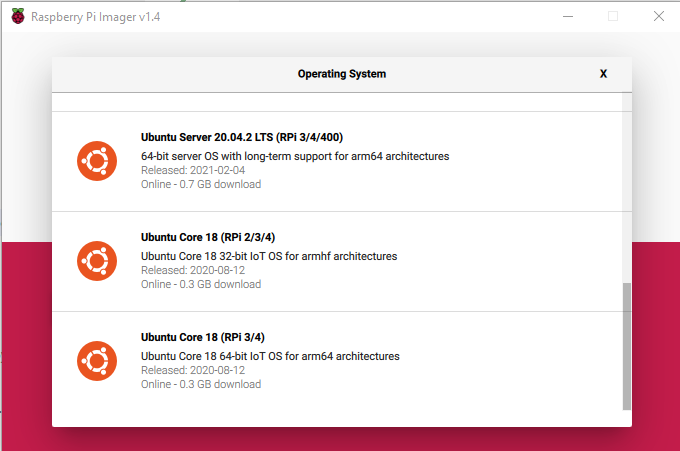 Raspberry Pi Imager v1.4
Operating System
X
Ubuntu Server 20.04.2 LTS (RPi 3/4/400)
64-bit server OS with long-term support for arm64 architectures
Released: 2021-02-04
Online - 0.7 GB download
Ubuntu Core 18 (RPi 2/3/4)
Ubuntu Core 18 32-bit IoT OS for armhf architectures
Released: 2020-08-12
Online - 0.3 GB download
Ubuntu Core 18 (RPi 3/4)
Ubuntu Core 18 64-bit IoT OS for arm64 architectures
Released: 2020-08-12
Online - 0.3 GB download